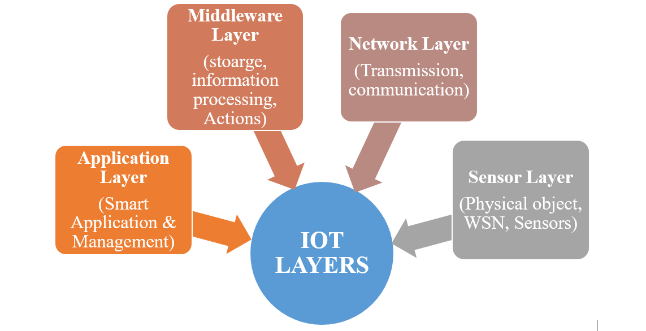 Middleware
Layer
(stoarge,
information
processing,
Actions)
Network Layer
(Transmission,
communication)
Application
Layer
(Smart
Application &
Management)
Sensor Layer
(Physical object,
WSN, Sensors)
IOT
LAYERS